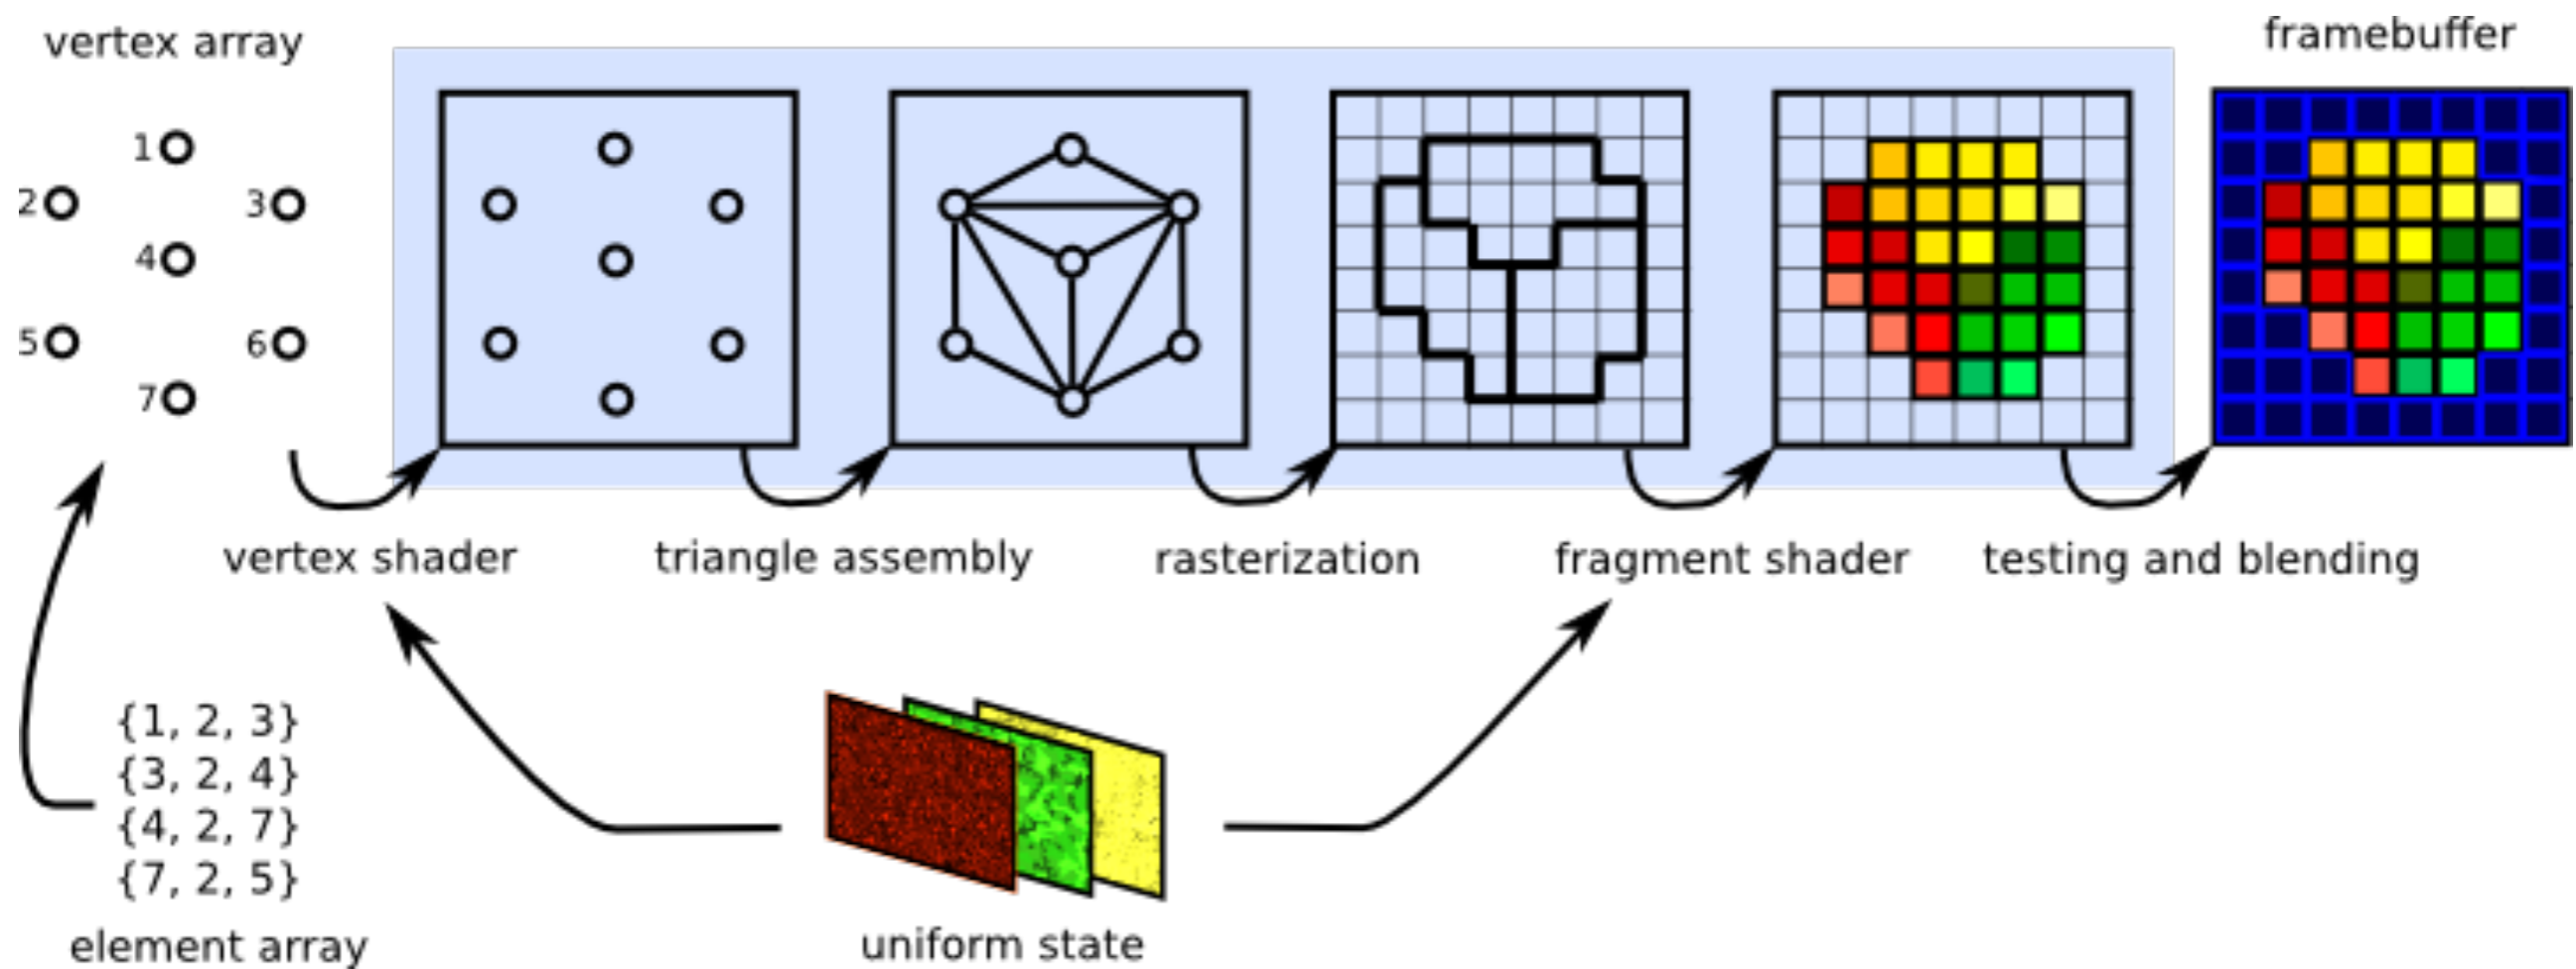 vertex array
framebuffer
1
2
3
4
5
6
7
vertex shader
triangle assembly
rasterization
fragment shader
testing and blending
{1, 2, 3}
{3, 2, 4}
{4, 2, 7}
{7, 2, 5}
element array
uniform state